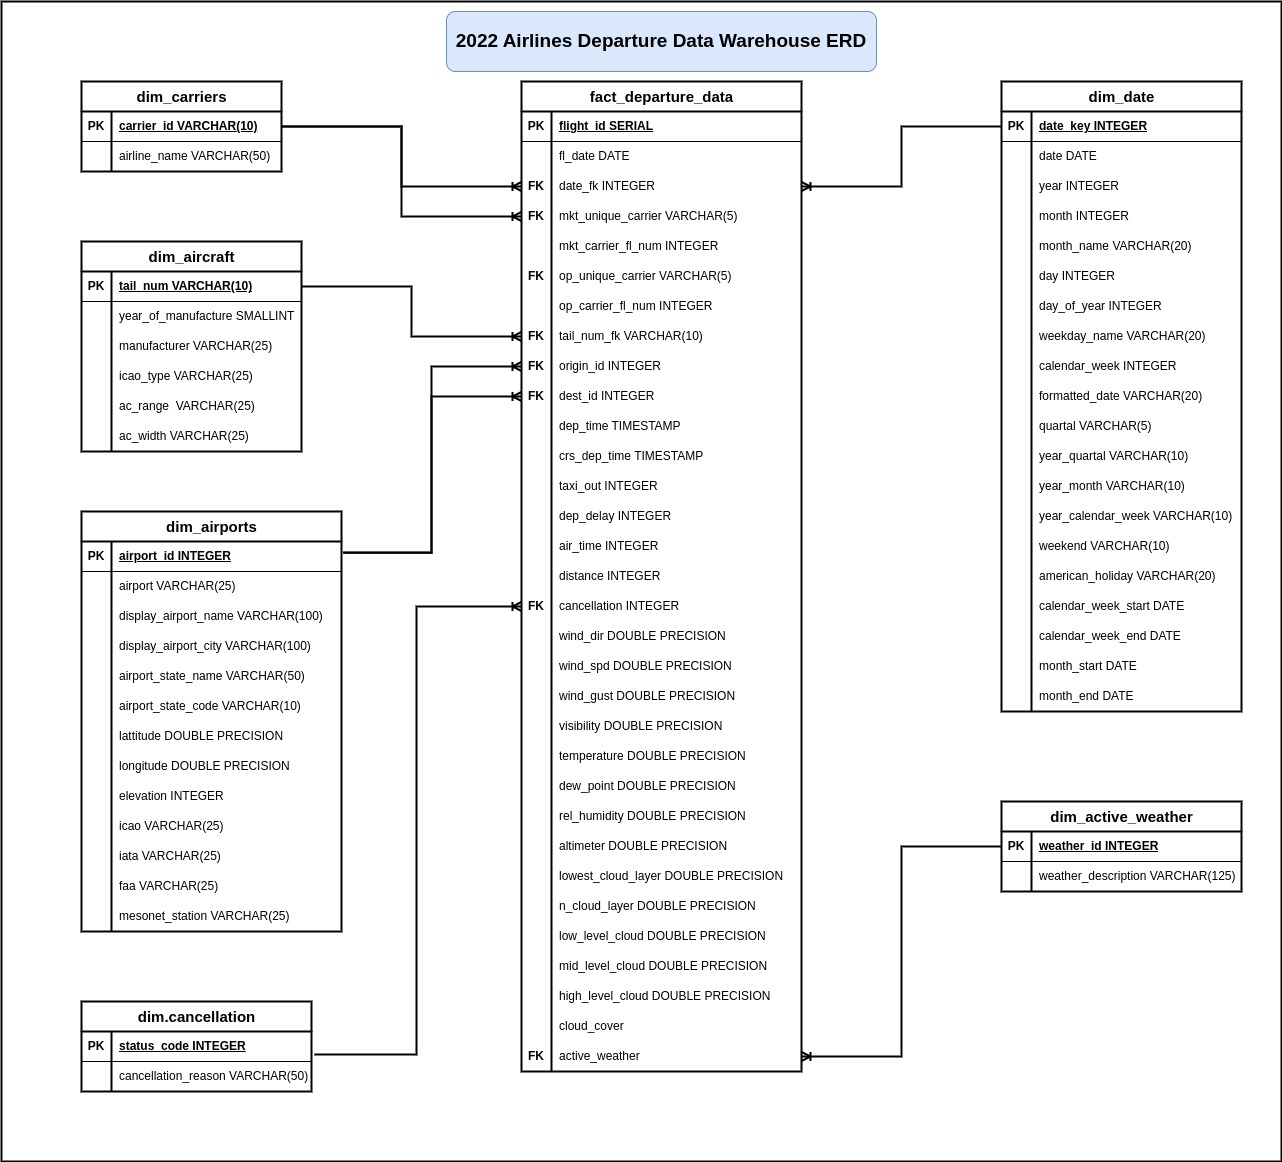 2022 Airlines Departure Data Warehouse ERD
dim_carriers
PK carrier_id VARCHAR(10)
airline_name VARCHAR(50)
dim_aircraft
PK tail_num VARCHAR(10)
year_of_manufacture SMALLINT
manufacturer VARCHAR(25)
icao_type VARCHAR(25)
ac_range VARCHAR(25)
ac_width VARCHAR(25)
dim_airports
PK airport_id INTEGER
airport VARCHAR(25)
display_airport_name VARCHAR(100)
display_airport_city VARCHAR(100)
airport_state_name VARCHAR(50)
airport_state_code VARCHAR(10)
lattitude DOUBLE PRECISION
longitude DOUBLE PRECISION
elevation INTEGER
icao VARCHAR(25)
iata VARCHAR(25)
faa VARCHAR(25)
mesonet_station VARCHAR(25)
dim.cancellation
PK status_code INTEGER
cancellation_reason VARCHAR(50)
fact_departure_data
PK flight_id SERIAL
fl_date DATE
FK date_fk INTEGER
FK mkt_unique_carrier VARCHAR(5)
mkt_carrier_fl_num INTEGER
FK op_unique_carrier VARCHAR(5)
op_carrier_fl_num INTEGER
FK tail_num_fk VARCHAR(10)
FK origin_id INTEGER
FK dest_id INTEGER
dep_time TIMESTAMP
crs_dep_time TIMESTAMP
taxi_out INTEGER
dep_delay INTEGER
air_time INTEGER
distance INTEGER
FK cancellation INTEGER
wind_dir DOUBLE PRECISION
wind_spd DOUBLE PRECISION
wind_gust DOUBLE PRECISION
visibility DOUBLE PRECISION
temperature DOUBLE PRECISION
dew_point DOUBLE PRECISION
rel_humidity DOUBLE PRECISION
altimeter DOUBLE PRECISION
lowest_cloud_layer DOUBLE PRECISION
n_cloud_layer DOUBLE PRECISION
low_level_cloud DOUBLE PRECISION
mid_level_cloud DOUBLE PRECISION
high_level_cloud DOUBLE PRECISION
cloud_cover
FK active_weather
dim_date
PK date_key INTEGER
date DATE
year INTEGER
month INTEGER
month_name VARCHAR(20)
day INTEGER
day_of_year INTEGER
weekday_name VARCHAR(20)
calendar_week INTEGER
formatted_date VARCHAR(20)
quartal VARCHAR(5)
year_quartal VARCHAR(10)
year_month VARCHAR(10)
year_calendar_week VARCHAR(10)
weekend VARCHAR(10)
american_holiday VARCHAR(20)
calendar_week_start DATE
calendar_week_end DATE
month_start DATE
month_end DATE
dim_active_weather
PK weather_id INTEGER
weather_description VARCHAR(125)